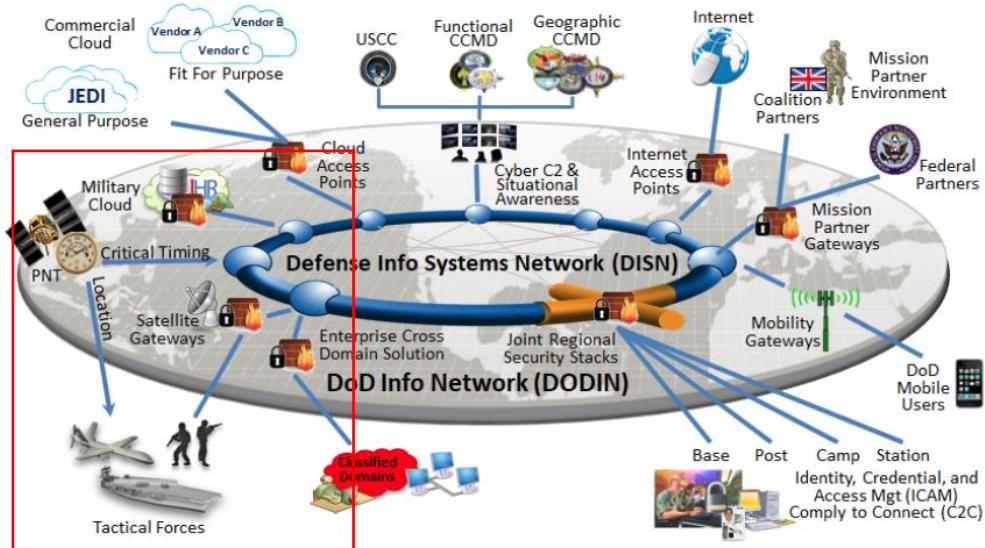 Commercial
Cloud
Vendor A
Vendor B
Vendor C
Fit For Purpose
JEDI
General Purpose
USCC
Functional
CCMD
Geographic
CCMD
Internet
Mission
Partner
Environment
Coalition
Partners
Federal
Partners
Military
Cloud
Cloud
Access
Points
Cyber C2 &
Situational
Awareness
Internet
Access
Points
Mission
Partner
Gateways
PNT
Critical Timing
Location
Defense Info Systems Network (DISN)
Satellite
Gateways
Enterprise Cross
Domain Solution
Joint Regional
Security Stacks
Mobility
Gateways
DoD Info Network (DODIN)
DoD
Mobile
Users
Tactical Forces
Classified
Domains
Base
Post
Camp
Station
Identity, Credential, and
Access Mgt (ICAM)
Comply to Connect (C2C)